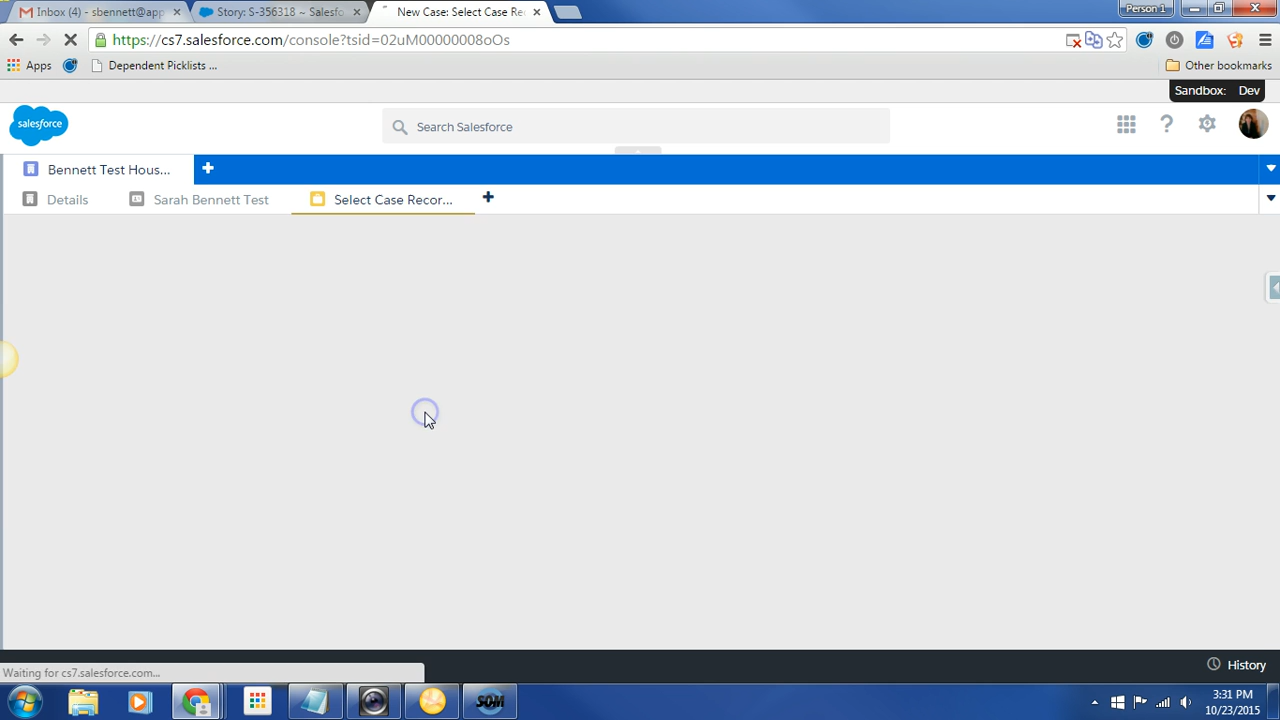 Inbox (4) - sbennett@app
Story: S-356318 ~ Salesfo
New Case: Select Case Rec
Person 1
https://cs7.salesforce.com/console?tsid=02uM00000008oOs
Apps
Dependent Picklists ...
Other bookmarks
Sandbox: Dev
salesforce
Search Salesforce
?
Bennett Test Hous...
Details
Sarah Bennett Test
Select Case Recor...
Waiting for cs7.salesforce.com...
History
SOM
3:31 PM
10/23/2015